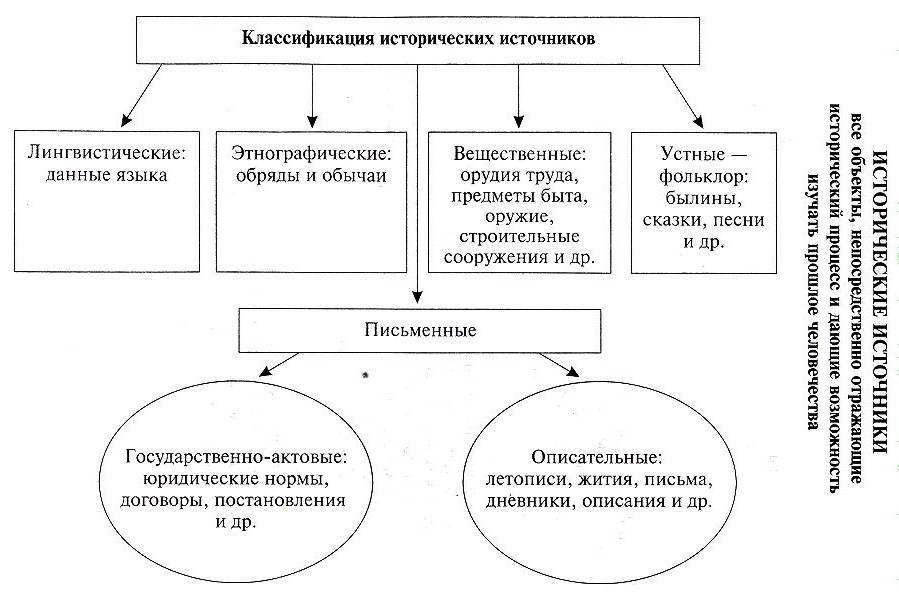 Классификация исторических источников
Лингвистические:
данные языка
Этнографические:
обряды и обычаи
Вещественные:
орудия труда,
предметы быта,
оружие,
строительные
сооружения и др.
Устные —
фольклор:
былины,
сказки, песни
и др.
Письменные
Государственно-актовые:
юридические нормы,
договоры, постановления
и др.
Описательные:
летописи, жития, письма,
дневники, описания и др.
ИСТОРИЧЕСКИЕ ИСТОЧНИКИ
все объекты, непосредственно отражающие
исторический процесс и дающие возможность
изучать прошлое человечества